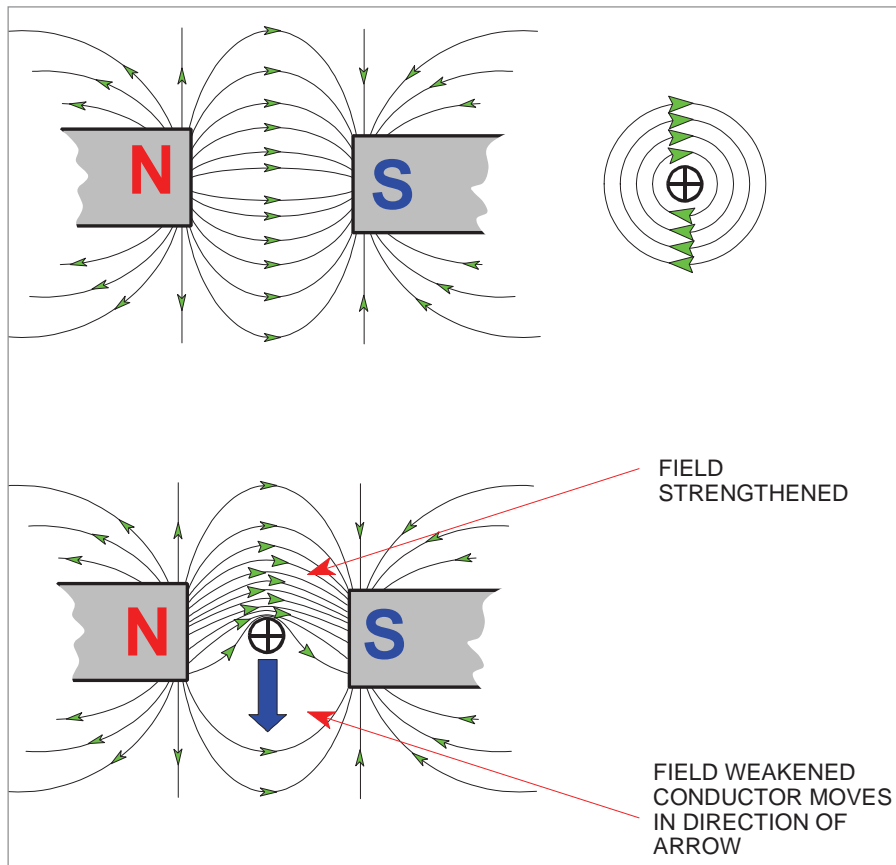 N
S
FIELD
STRENGTHENED
N
S
FIELD WEAKENED
CONDUCTOR MOVES
IN DIRECTION OF
ARROW